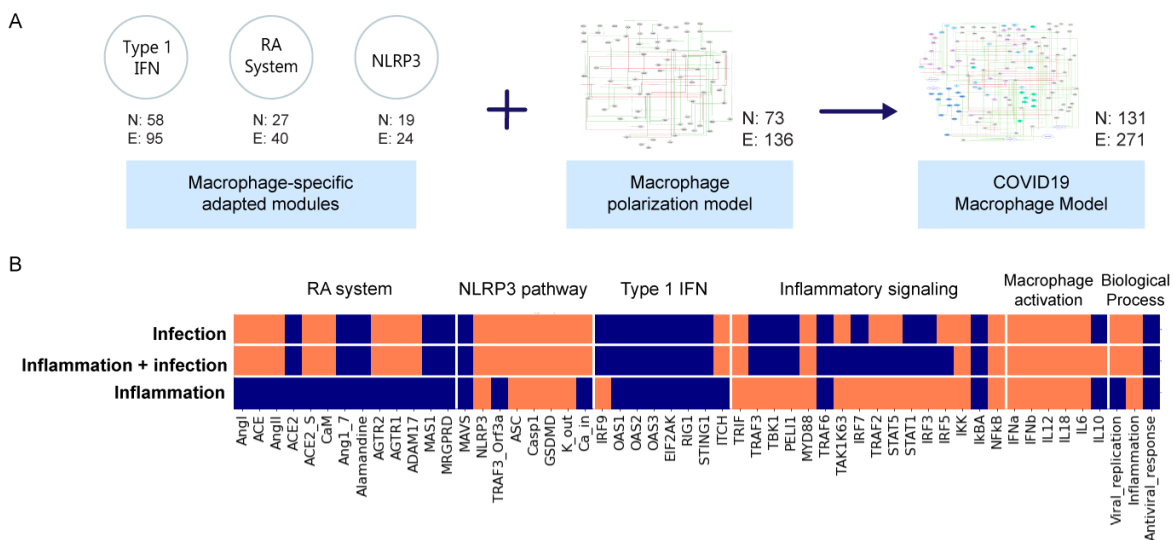 A
Type 1
IFN
RA
System
NLRP3
N: 58
E: 95
N: 27
E: 40
N: 19
E: 24
N: 73
E: 136
N: 131
E: 271
Macrophage-specific
adapted modules
Macrophage
polarization model
COVID19
Macrophage Model
B
RA system
NLRP3 pathway
Type 1 IFN
Inflammatory signaling
Macrophage
activation
Biological
Process
Infection
Inflammation + infection
Inflammation
AngI
ACE
AngII
ACE2
ACE2_S
CaM
Ang1_7
Alamandine
AGTR2
AGTR1
ADAM17
MAS1
MRGPRD
MAVS
NLRP3
TRAF3_Orf3a
ASC
Casp1
GSDMD
K_out
Ca_in
IRF9
OAS1
OAS2
OAS3
EIF2AK
RIG1
STING1
ITCH
TRIF
TRAF3
TBK1
PELI1
MYD88
TRAF6
TAK1K63
IRF7
TRAF2
STAT5
STAT1
IRF3
IRF5
IKK
IkBA
NFkB
IFNa
IFNb
IL12
IL18
IL6
IL10
Viral_replication
Inflammation
Antiviral_response